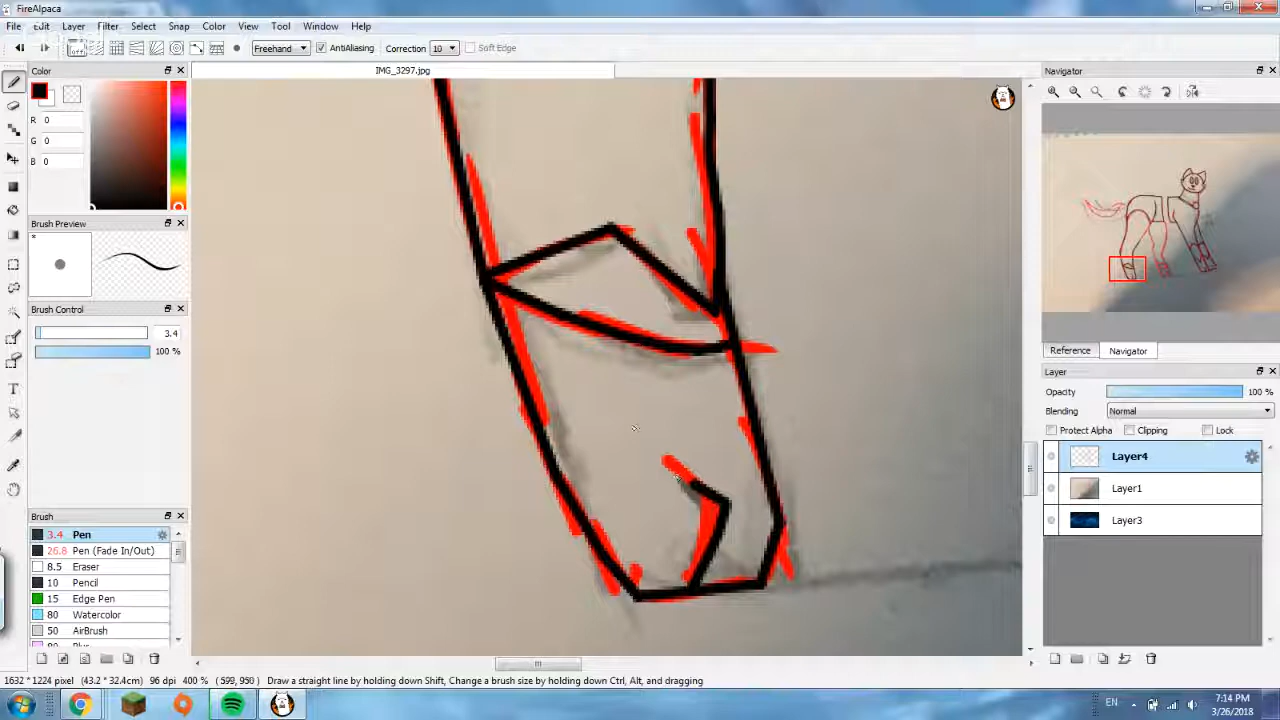 FireAlpaca
File Edit Layer Filter Select Snap Color View Tool Window Help
off Freehand AntiAliasing Correction 10 Soft Edge
Color IMG_3297.jpg Navigator
R 0
G 0
B 0
Brush Preview
*
Brush Control
3.4
100 %
Reference Navigator
Layer
Opacity 100 %
Blending Normal
Protect Alpha Clipping Lock
Layer4
Layer1
Layer3
Brush
3.4 Pen
26.8 Pen (Fade In/Out)
8.5 Eraser
10 Pencil
15 Edge Pen
80 Watercolor
50 AirBrush
80 Blur
1632 * 1224 pixel (43.2 * 32.4cm) 96 dpi 400 % ( 599, 950 ) Draw a straight line by holding down Shift, Change a brush size by holding down Ctrl, Alt, and dragging
EN 7:14 PM
3/26/2018